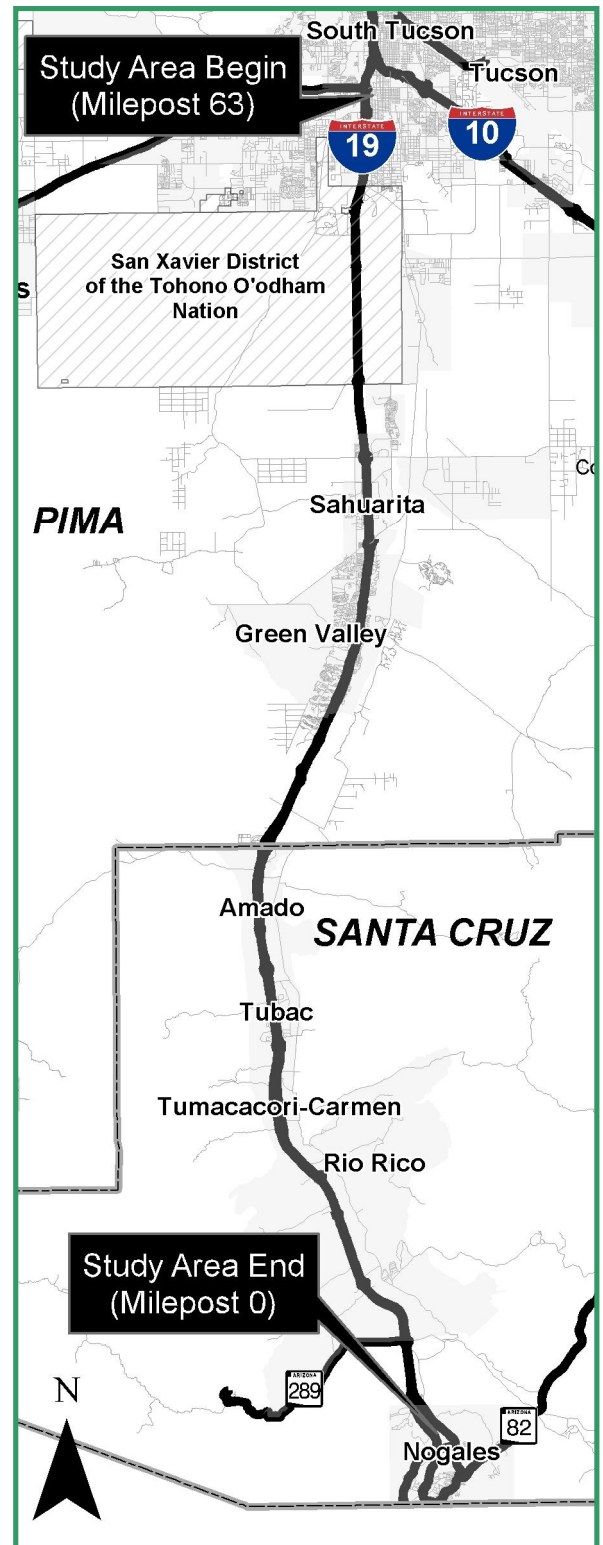 South Tucson
Study Area Begin
(Milepost 63)
Tucson
INTERSTATE
19
INTERSTATE
10
San Xavier District
of the Tohono O'odham
Nation
s
Co
Sahuarita
PIMA
Green Valley
Amado
SANTA CRUZ
Tubac
Tumacacori-Carmen
Rio Rico
Study Area End
(Milepost 0)
N
ARIZONA
289
ARIZONA
82
Nogales